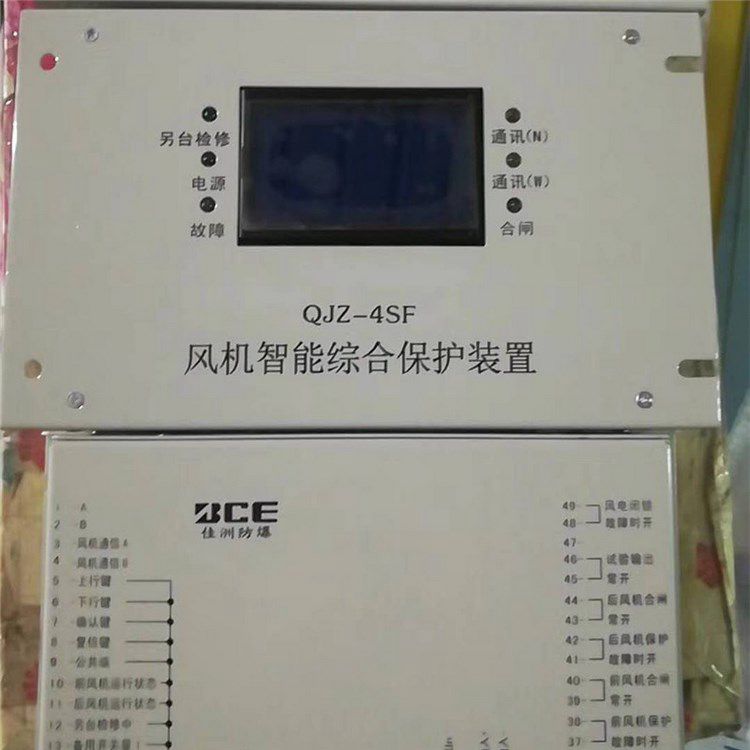 另台检修
电源
故障
通讯(N)
通讯(W)
合闸
QJZ-4SF
风机智能综合保护装置
BCE
佳洲防爆
1 A
2 B
3 风机通信A
4 风机通信B
5 上行键
6 下行键
7 确认键
8 复位键
9 公共端
10 前风机运行状态
11 后风机运行状态
12 另台检修中
13 备用开关量1
49 风电闭锁
48 故障时开
47
46 试验输出
45 常开
44 后风机合闸
43 常开
42 后风机保护
41 故障时开
40 前风机合闸
39 常开
38 前风机保护
37 故障时开